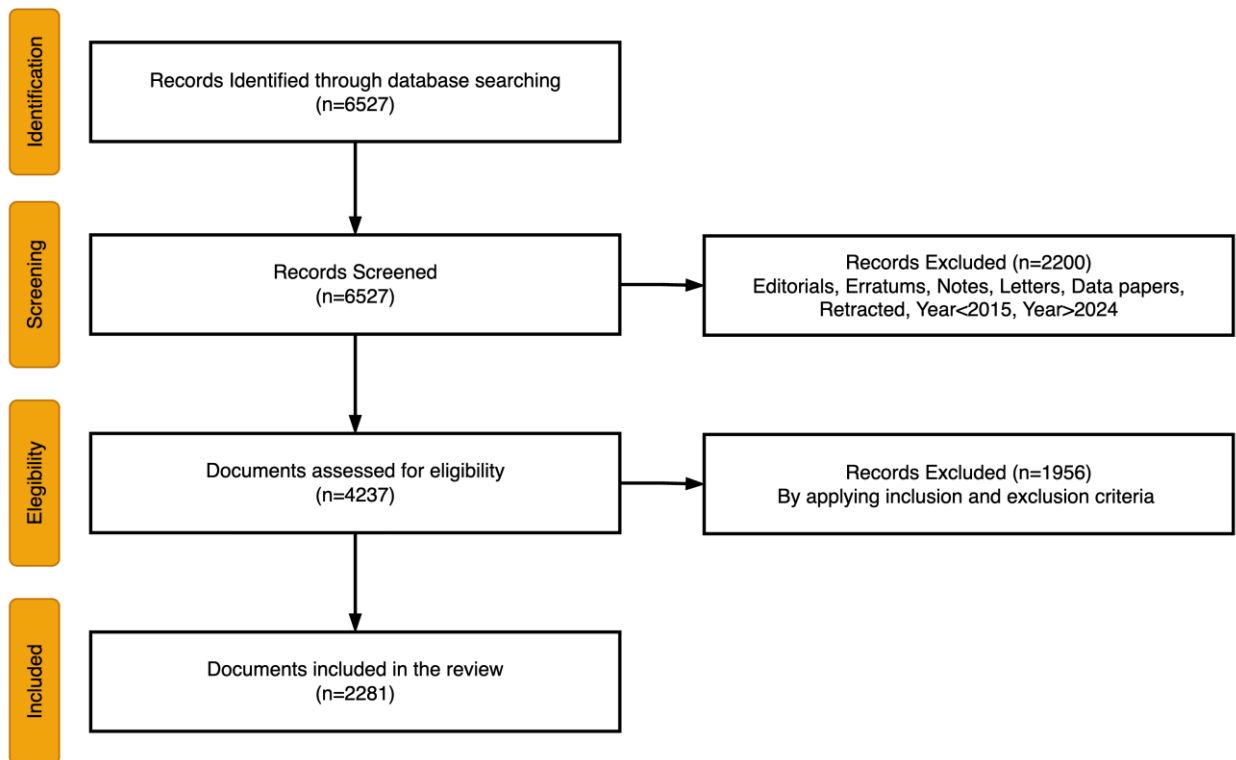 Identification
Records Identified through database searching
(n=6527)
Screening
Records Screened
(n=6527)
Records Excluded (n=2200)
Editorials, Erratums, Notes, Letters, Data papers,
Retracted, Year<2015, Year>2024
Elegibility
Documents assessed for eligibility
(n=4237)
Records Excluded (n=1956)
By applying inclusion and exclusion criteria
Included
Documents included in the review
(n=2281)